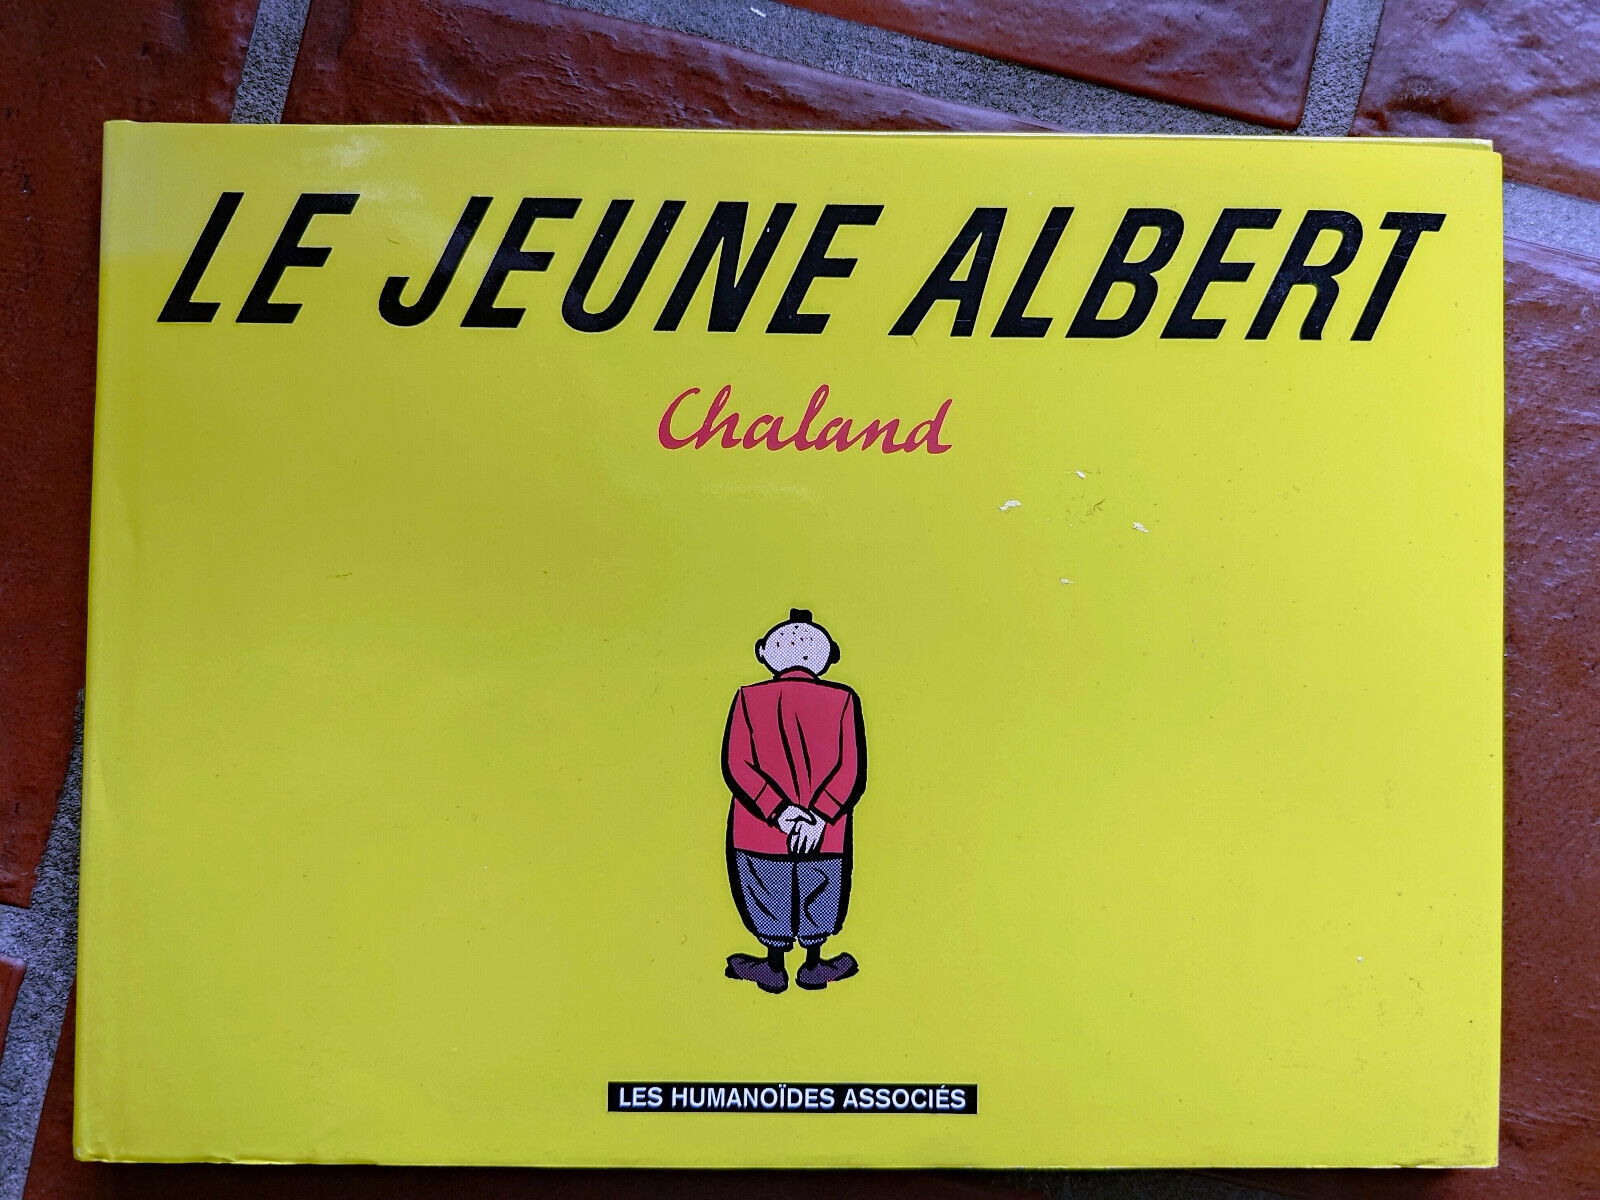 LE JEUNE ALBERT
Chaland
LES HUMANOÏDES ASSOCIÉS